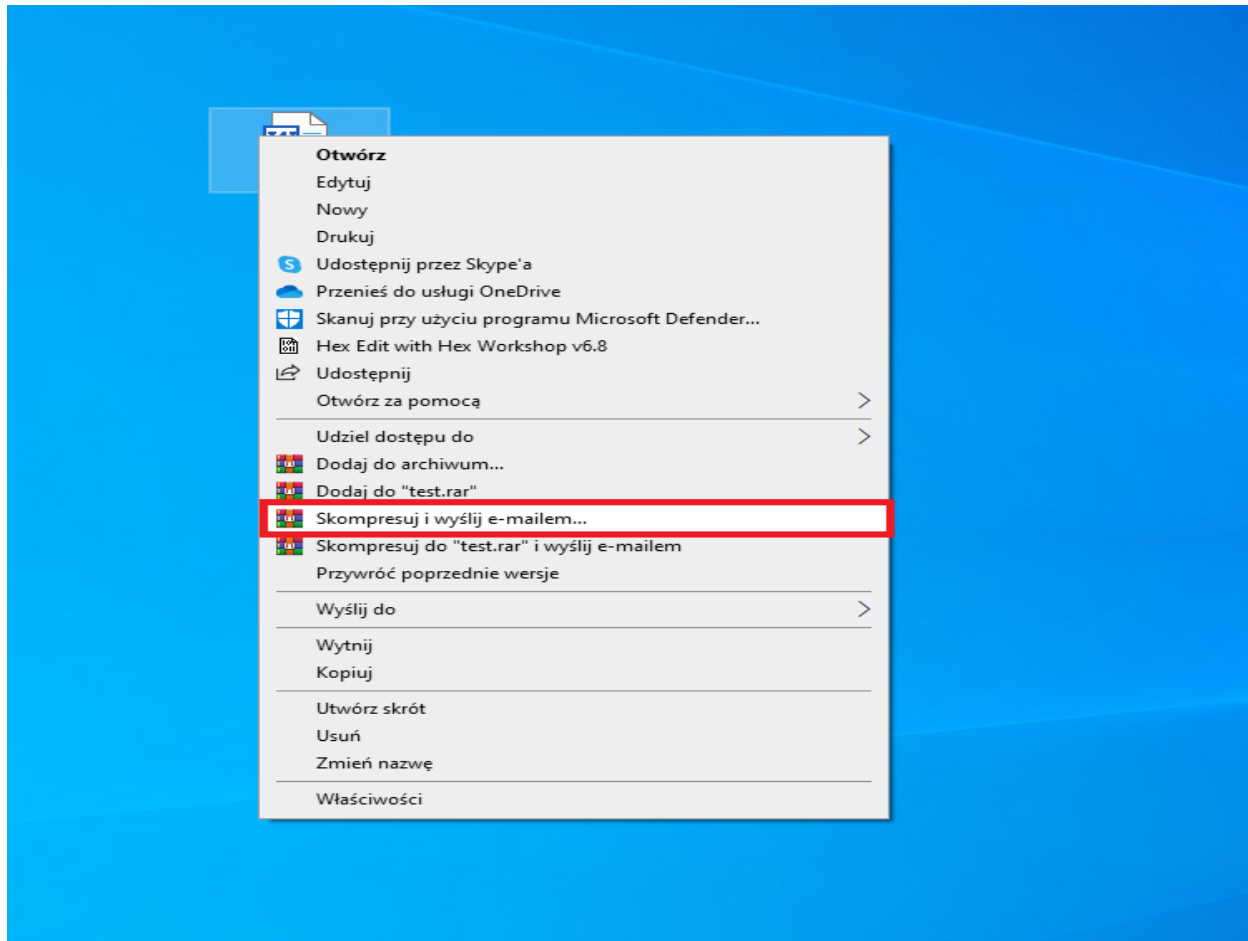 Otwórz
Edytuj
Nowy
Drukuj
Udostępnij przez Skype'a
Przenieś do usługi OneDrive
Skanuj przy użyciu programu Microsoft Defender...
Hex Edit with Hex Workshop v6.8
Udostępnij
Otwórz za pomocą
Udziel dostępu do
Dodaj do archiwum...
Dodaj do "test.rar"
Skompresuj i wyślij e-mailem...
Skompresuj do "test.rar" i wyślij e-mailem
Przywróć poprzednie wersje
Wyślij do
Wytnij
Kopiuj
Utwórz skrót
Usuń
Zmień nazwę
Właściwości